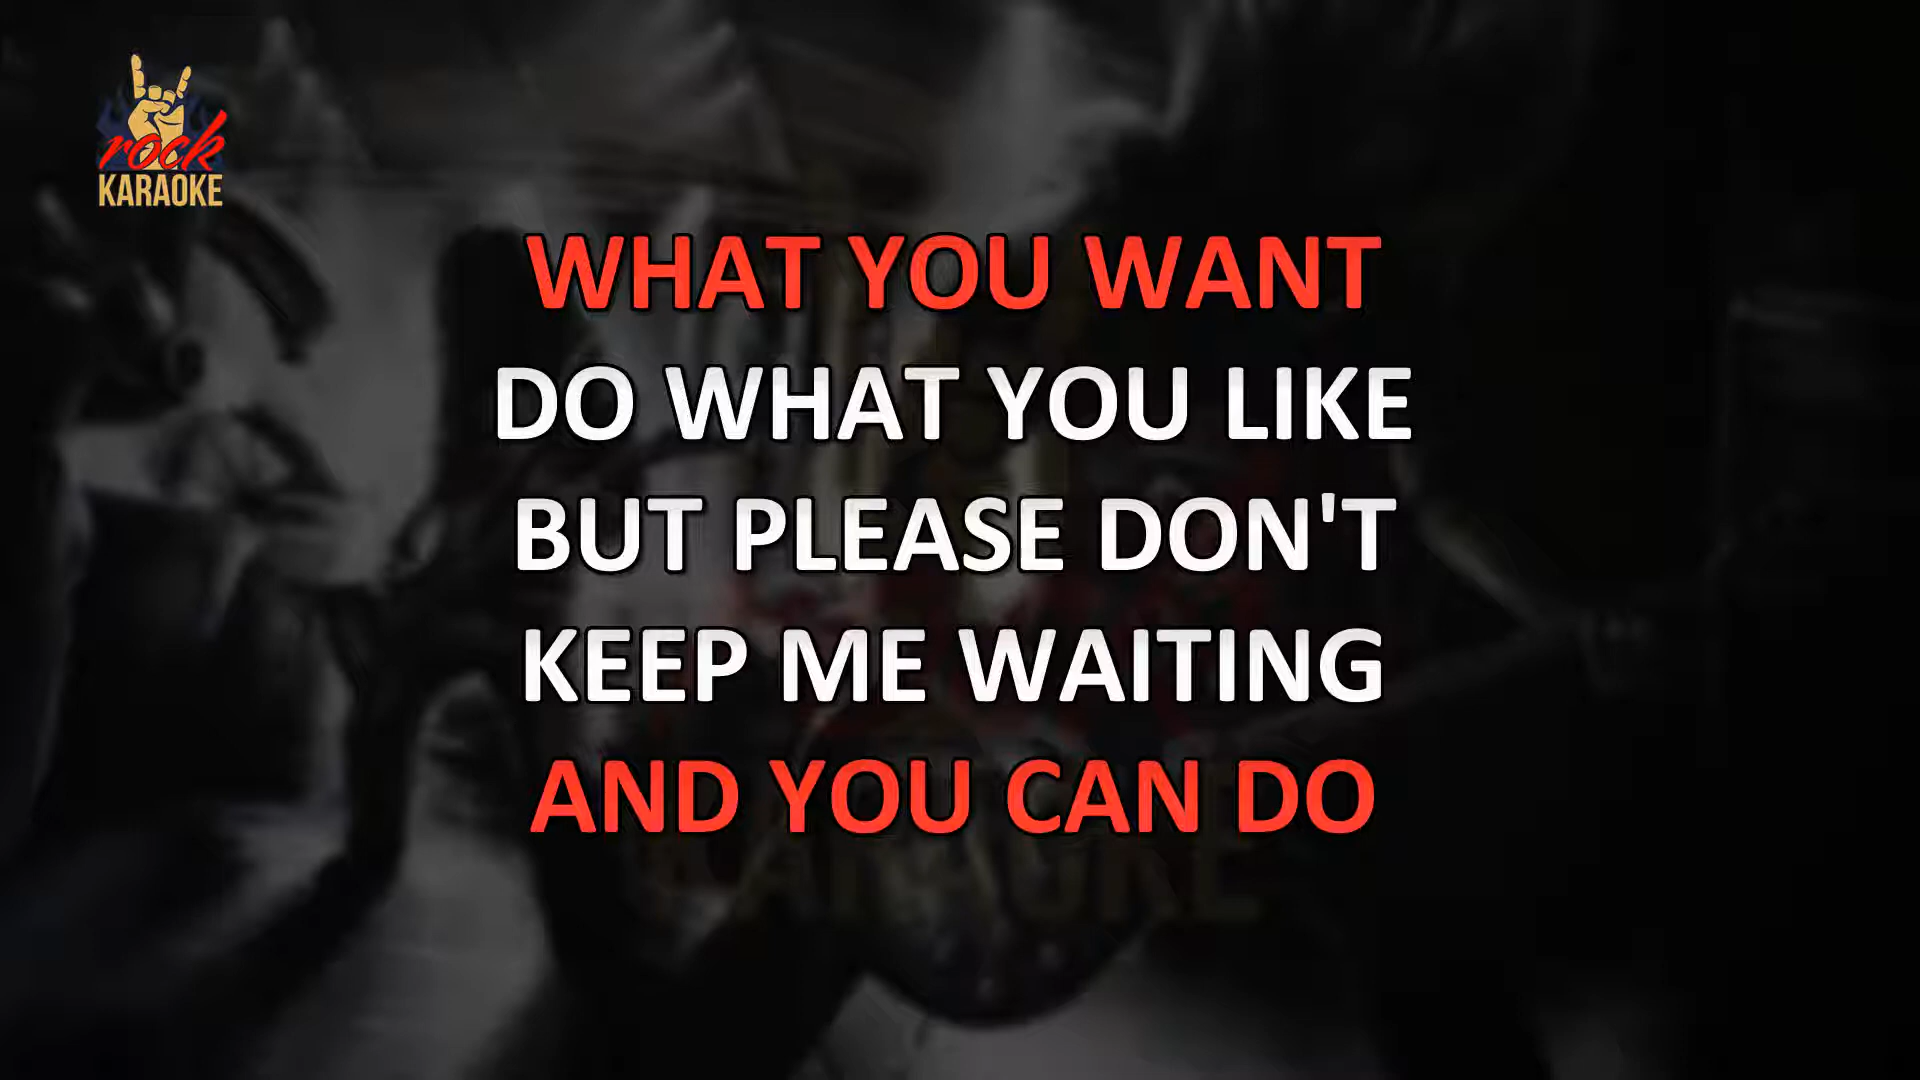 rock
KARAOKE
WHAT YOU WANT
DO WHAT YOU LIKE
BUT PLEASE DON'T
KEEP ME WAITING
AND YOU CAN DO
KARAOKE